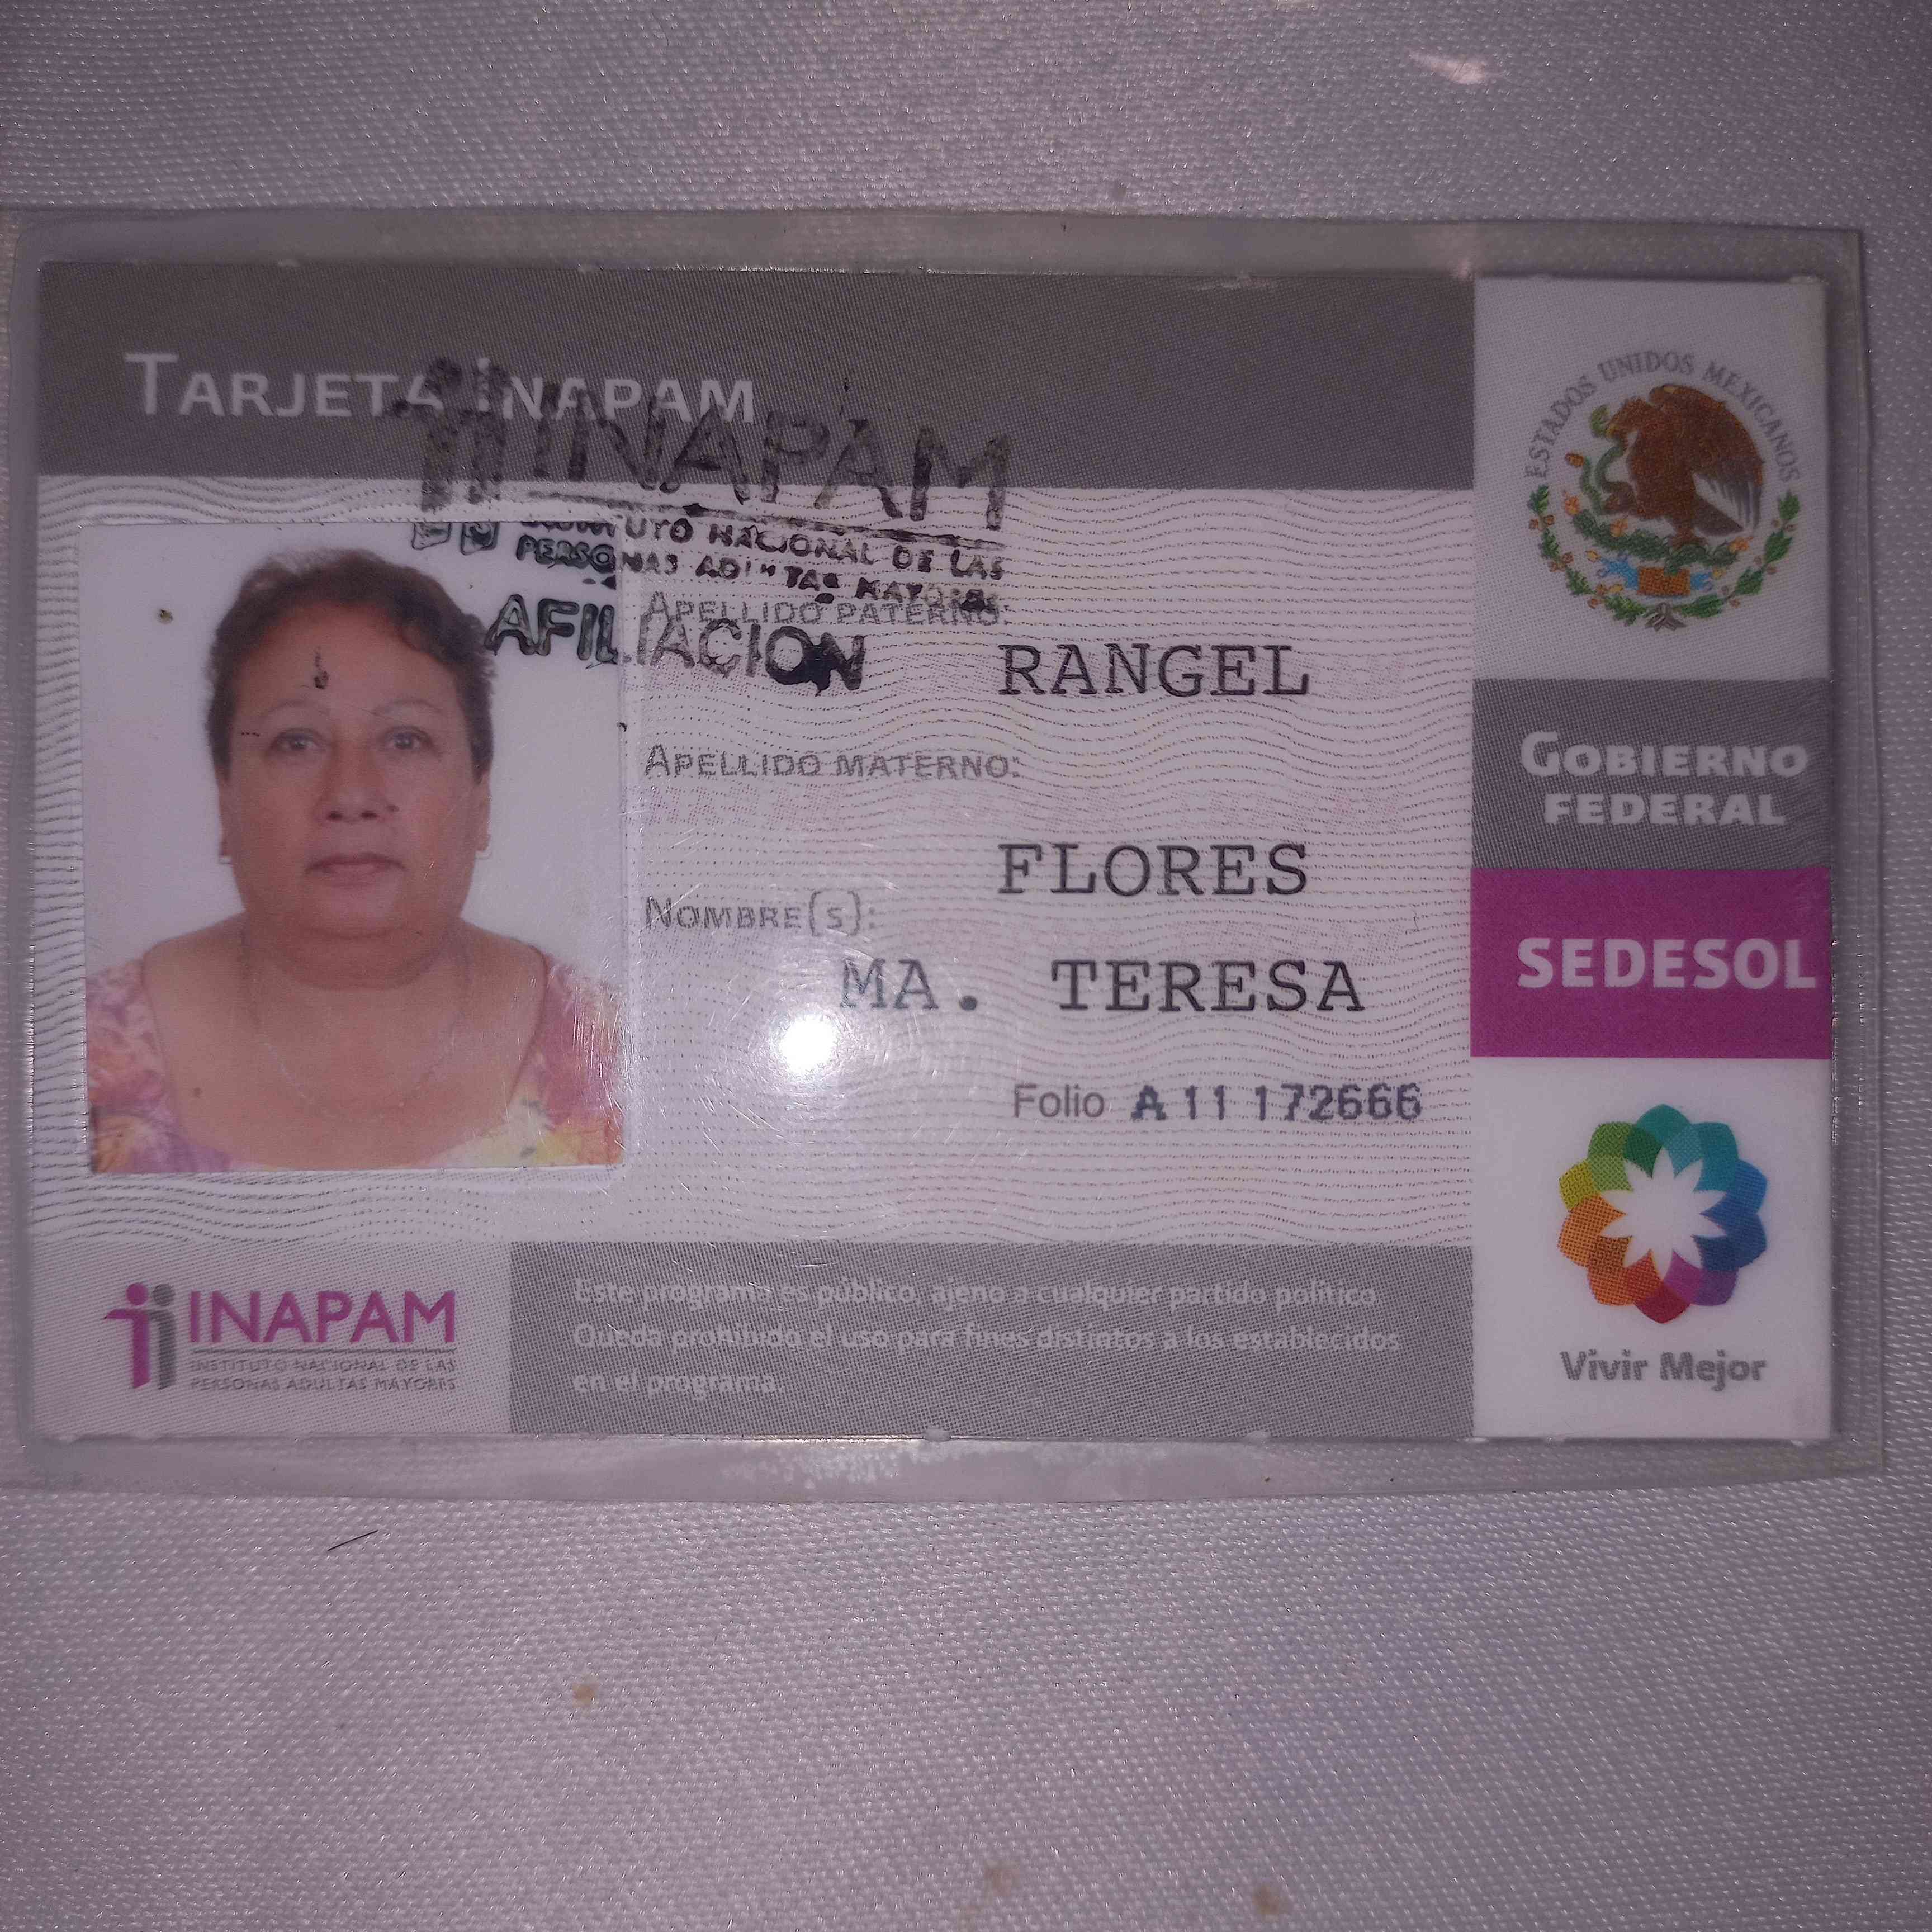 TARJETA INAPAM
INAPAM
INSTITUTO NACIONAL DE LAS
PERSONAS ADULTAS MAYORES
AFILIACION
APELLIDO PATERNO:
RANGEL
APELLIDO MATERNO:
FLORES
NOMBRE(S):
MA. TERESA
Folio A 11 172666
ESTADOS UNIDOS MEXICANOS
GOBIERNO
FEDERAL
SEDESOL
Vivir Mejor
INAPAM
INSTITUTO NACIONAL DE LAS
PERSONAS ADULTAS MAYORES
Este programa es público, ajeno a cualquier partido político.
Queda prohibido el uso para fines distintos a los establecidos
en el programa.